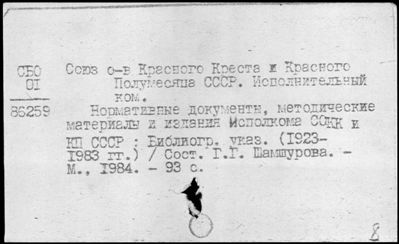 СБО Союз о-в Красного Креста и Красного
01 Полумесяца СССР. Исполнительный
ком.
86259 Нормативные документы, методические
материалы и издания Исполкома СОКК и
КП СССР : Библиогр. указ. (1923-
1983 гг.) / Сост. Г.Г. Шамшурова. -
М., 1984. - 93 с.